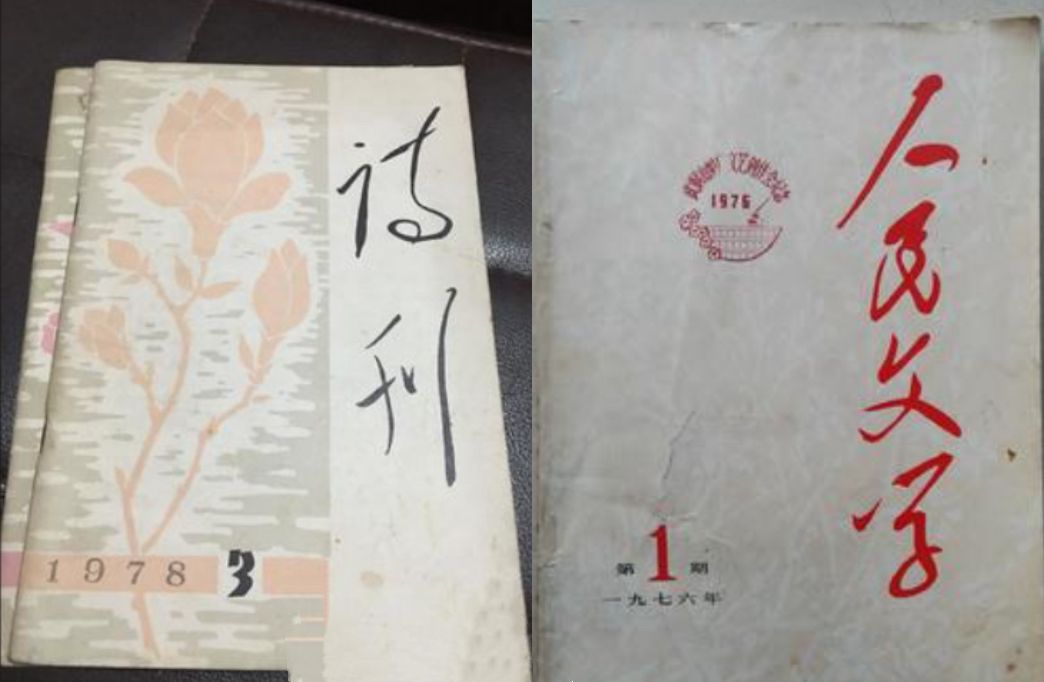 诗刊
1978 3
人民文学
1976
第1期
一九七六年